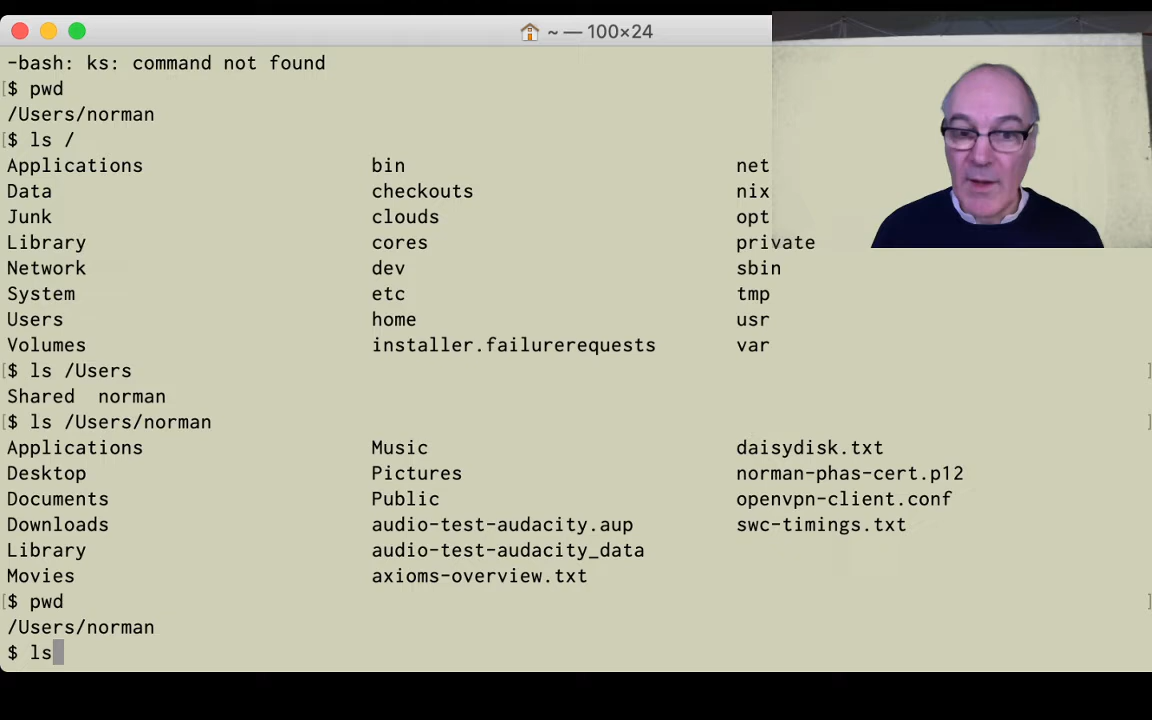 ~ — 100×24
-bash: ks: command not found
[$ pwd
/Users/norman
[$ ls /
Applications bin net
Data checkouts nix
Junk clouds opt
Library cores private
Network dev sbin
System etc tmp
Users home usr
Volumes installer.failurerequests var
[$ ls /Users ]
Shared norman
[$ ls /Users/norman ]
Applications Music daisydisk.txt
Desktop Pictures norman-phas-cert.p12
Documents Public openvpn-client.conf
Downloads audio-test-audacity.aup swc-timings.txt
Library audio-test-audacity_data
Movies axioms-overview.txt
[$ pwd ]
/Users/norman
$ ls